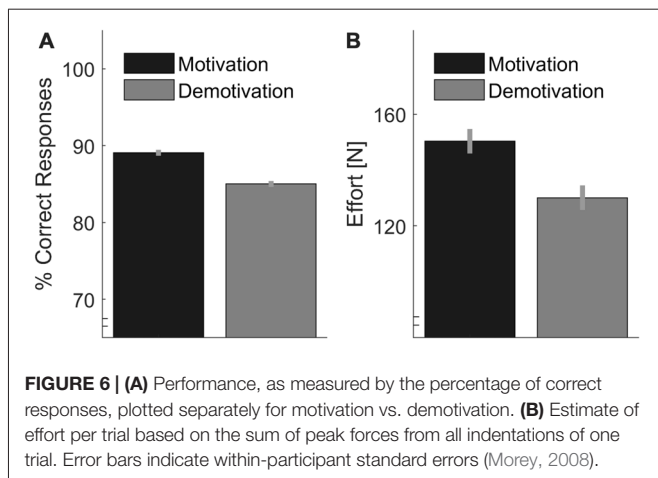 A
100
Motivation
Demotivation
90
80
70
% Correct Responses
B
Motivation
Demotivation
160
120
Effort [N]
FIGURE 6 | (A) Performance, as measured by the percentage of correct
responses, plotted separately for motivation vs. demotivation. (B) Estimate of
effort per trial based on the sum of peak forces from all indentations of one
trial. Error bars indicate within-participant standard errors (Morey, 2008).